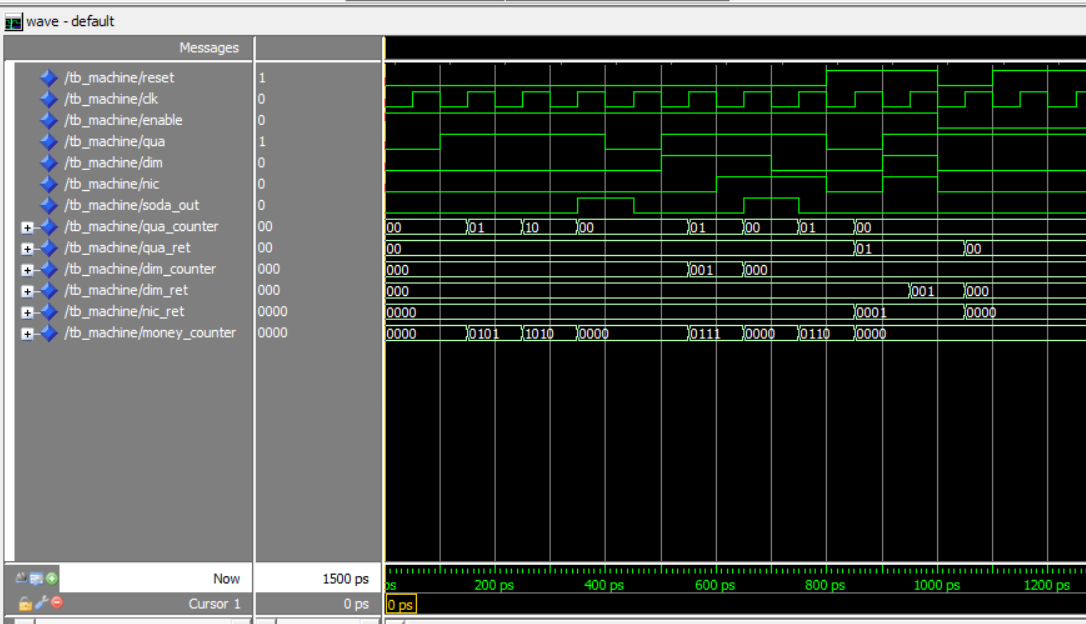 wave - default
Messages
/tb_machine/reset 1
/tb_machine/clk 0
/tb_machine/enable 0
/tb_machine/qua 1
/tb_machine/dim 0
/tb_machine/nic 0
/tb_machine/soda_out 0
/tb_machine/qua_counter 00 00 01 10 00 01 00 01 00
/tb_machine/qua_ret 00 00 01 00
/tb_machine/dim_counter 000 000 001 000
/tb_machine/dim_ret 000 000 001 000
/tb_machine/nic_ret 0000 0000 0001 0000
/tb_machine/money_counter 0000 0000 0101 1010 0000 0111 0000 0110 0000
Now 1500 ps ps 200 ps 400 ps 600 ps 800 ps 1000 ps 1200 ps
Cursor 1 0 ps 0 ps